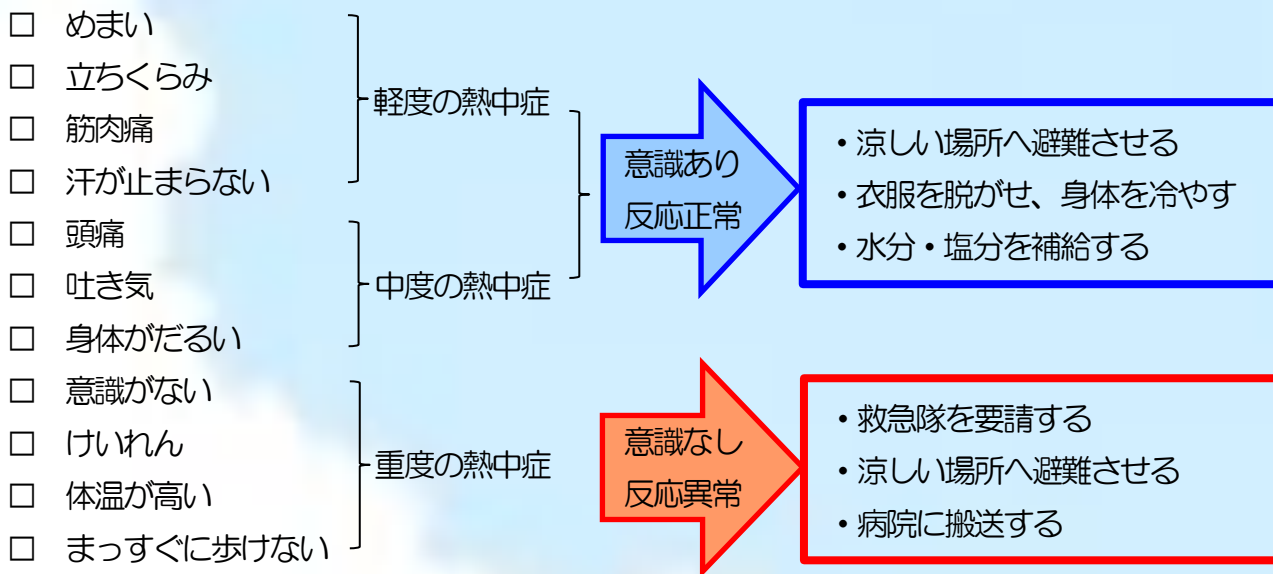 □ めまい
□ 立ちくらみ
□ 筋肉痛
□ 汗が止まらない
軽度の熱中症
□ 頭痛
□ 吐き気
□ 身体がだるい
中度の熱中症
意識あり
反応正常
・涼しい場所へ避難させる
・衣服を脱がせ、身体を冷やす
・水分・塩分を補給する
□ 意識がない
□ けいれん
□ 体温が高い
□ まっすぐに歩けない
重度の熱中症
意識なし
反応異常
・救急隊を要請する
・涼しい場所へ避難させる
・病院に搬送する